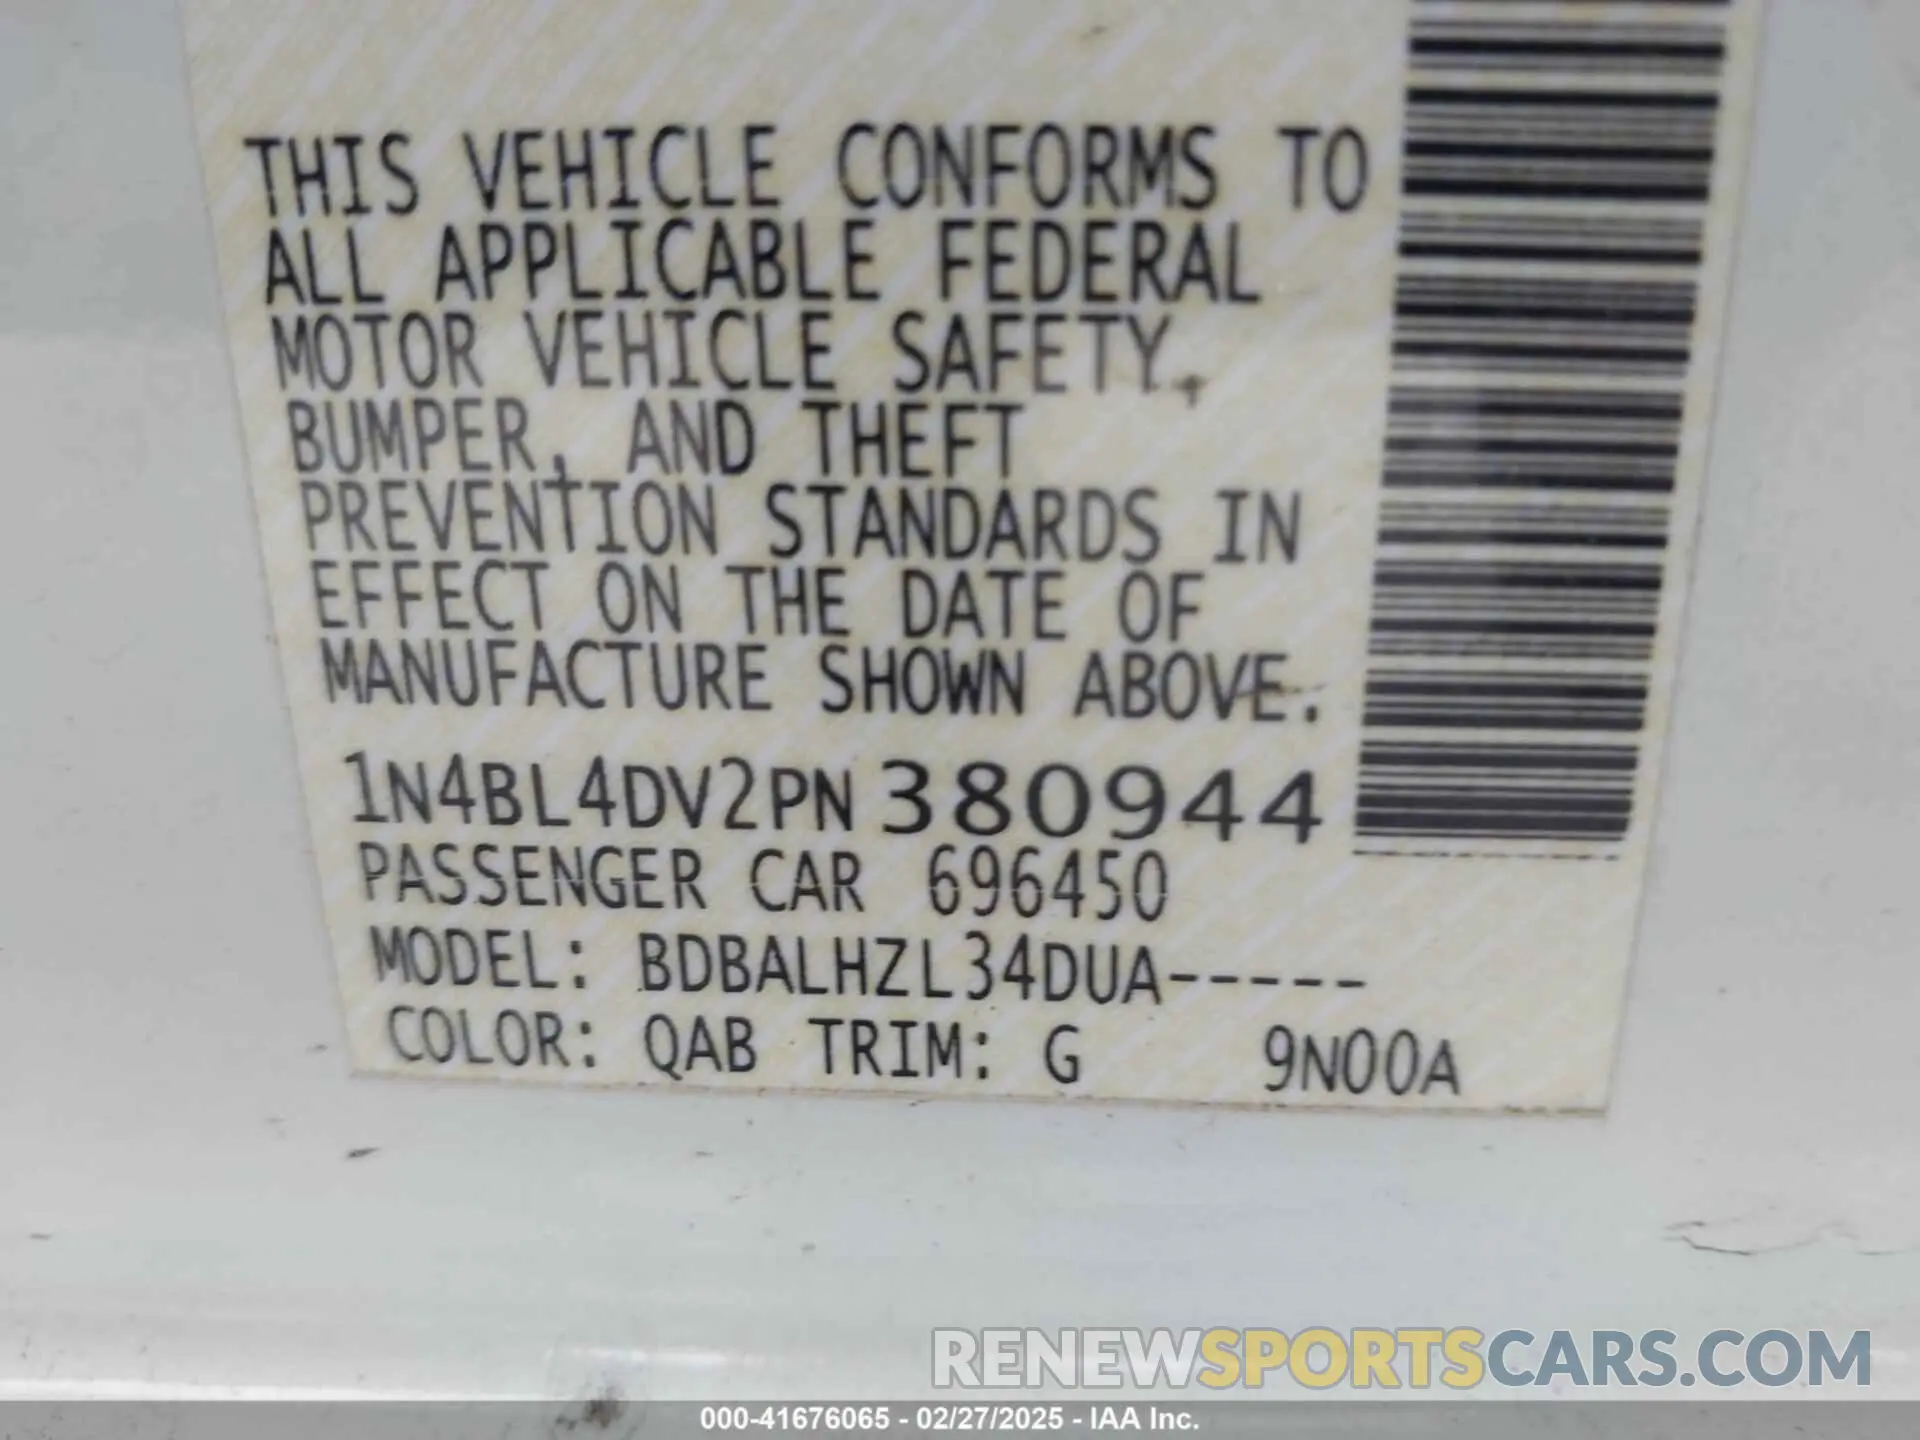 THIS VEHICLE CONFORMS TO
ALL APPLICABLE FEDERAL
MOTOR VEHICLE SAFETY,
BUMPER, AND THEFT
PREVENTION STANDARDS IN
EFFECT ON THE DATE OF
MANUFACTURE SHOWN ABOVE.
1N4BL4DV2PN380944
PASSENGER CAR 696450
MODEL: BDBALHZL34DUA-----
COLOR: QAB TRIM: G 9N00A
RENEWSPORTSCARS.COM
000-41676065 - 02/27/2025 - IAA Inc.